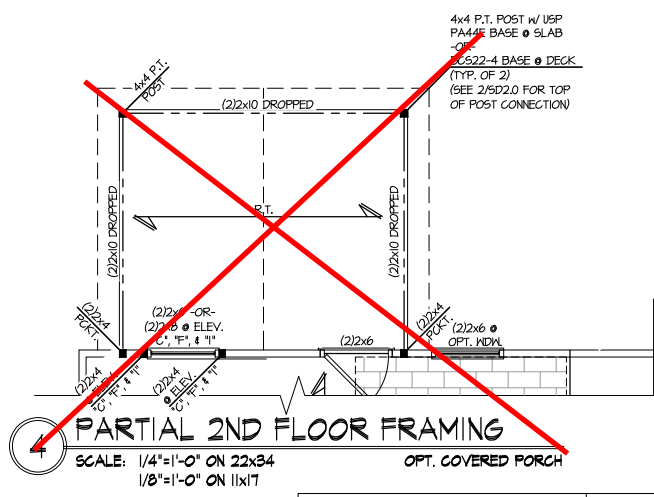 4x4 P.T. POST w/ USP
PA44E BASE @ SLAB
-OR-
BCS22-4 BASE @ DECK
(TYP. OF 2)
(SEE 2/SD2.0 FOR TOP
OF POST CONNECTION)
4x4 P.T.
POST
(2)2x10 DROPPED
P.T.
(2)2x10 DROPPED
(2)2x10 DROPPED
(2)2x4
PCKT.
-OR-
@ ELEV.
"C", "F", & "I"
(2)2x6
(2)2x4
PCKT.
(2)2x6 @
OPT. WDW.
(2)2x4
"C", "F", & "I"
(2)2x4
@ ELEV.
"C", "F", & "I"
4
PARTIAL 2ND FLOOR FRAMING
SCALE: 1/4"=1'-0" ON 22x34 OPT. COVERED PORCH
1/8"=1'-0" ON 11x17